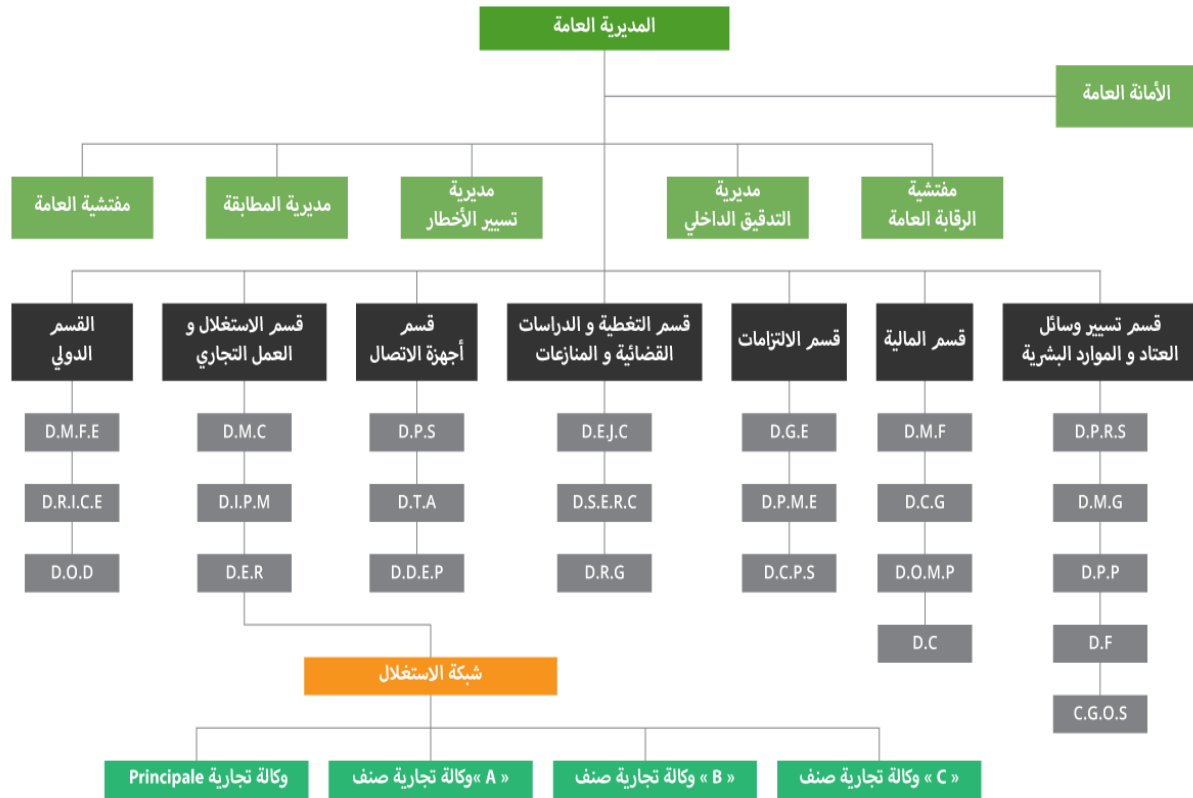 المديرية العامة
الأمانة العامة
مفتشية
الرقابة العامة
مديرية
التدقيق الداخلي
مديرية
تسيير الأخطار
مديرية المطابقة
مفتشية العامة
قسم تسيير وسائل
العتاد و الموارد البشرية
قسم المالية
قسم الالتزامات
قسم التغطية و الدراسات
القضائية و المنازعات
قسم
أجهزة الاتصال
قسم الاستغلال و
العمل التجاري
القسم
الدولي
D.P.R.S
D.M.G
D.P.P
D.F
C.G.O.S
D.M.F
D.C.G
D.O.M.P
D.C
D.G.E
D.P.M.E
D.C.P.S
D.E.J.C
D.S.E.R.C
D.R.G
D.P.S
D.T.A
D.D.E.P
D.M.C
D.I.P.M
D.E.R
D.M.F.E
D.R.I.C.E
D.O.D
شبكة الاستغلال
وكالة تجارية صنف « C »
وكالة تجارية صنف « B »
وكالة تجارية صنف« A »
وكالة تجارية Principale